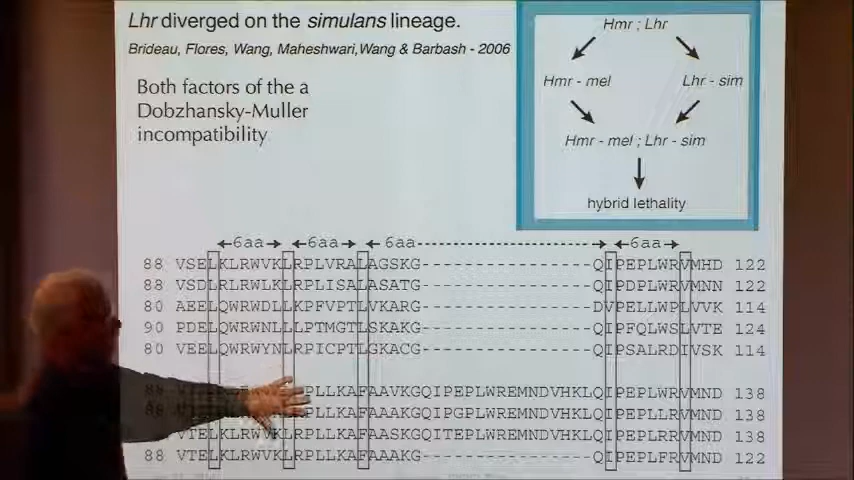 Lhr diverged on the simulans lineage.
Brideau, Flores, Wang, Maheshwari,Wang & Barbash - 2006
Both factors of the a
Dobzhansky-Muller
incompatibility
Hmr ; Lhr
Hmr - mel
Lhr - sim
Hmr - mel ; Lhr - sim
hybrid lethality
6aa 6aa 6aa 6aa
88 VSELKLRWVKLRPLVRALAGSKG------------------QIPEPLWRVMHD 122
88 VSDLRLRWLKLRPLISALASATG------------------QIPDPLWRVMNN 122
80 AEELQWRWDLLKPFVPTLVKARG------------------DVPELLWPLVVK 114
90 PDELQWRWNLLLPTMGTLSKAKG------------------QIPFQLWSLVTE 124
80 VEELQWRWYNLRPICPTLGKACG------------------QIPSALRDIVSK 114
PLLKAFAAVKGQIPEPLWREMNDVHKLQIPEPLWRVMND 138
PLLKAFAAAKGQIPGPLWREMNDVHKLQIPEPLLRVMND 138
VTELKLRWVKLRPLLKAFAASKGQITEPLWREMNDVHKLQIPEPLRRVMND 138
88 VTELKLRWVKLRPLLKAFAAAKG------------------QIPEPLFRVMND 122